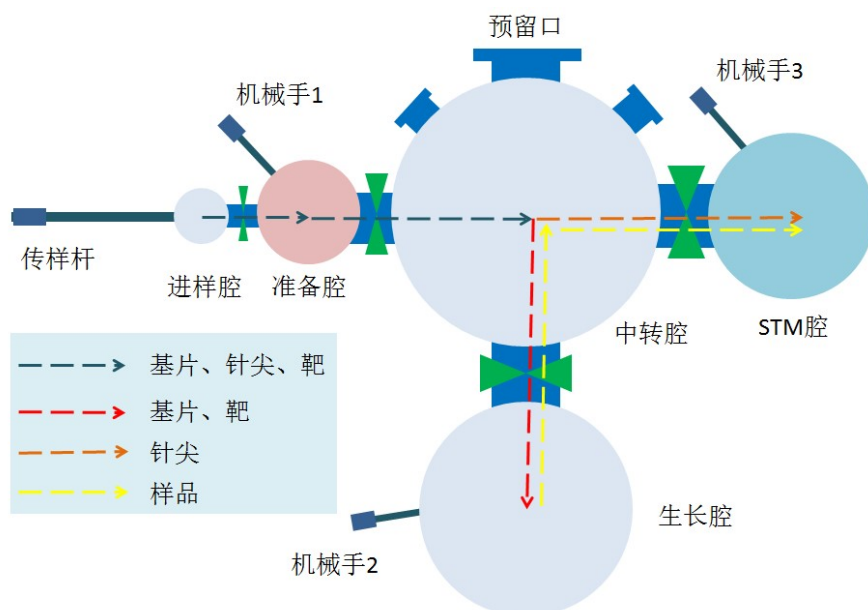 预留口
机械手1
机械手3
传样杆
进样腔
准备腔
中转腔
STM腔
基片、针尖、靶
基片、靶
针尖
样品
生长腔
机械手2